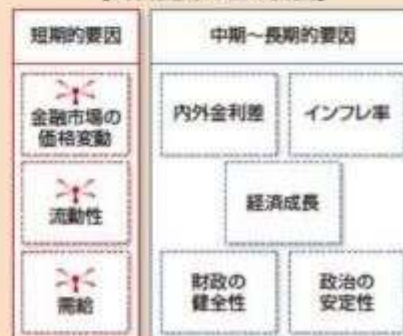 短期的要因
中期～長期的要因
金融市場の
価格変動
内外金利差
インフレ率
流動性
経済成長
需給
財政の
健全性
政治の
安定性